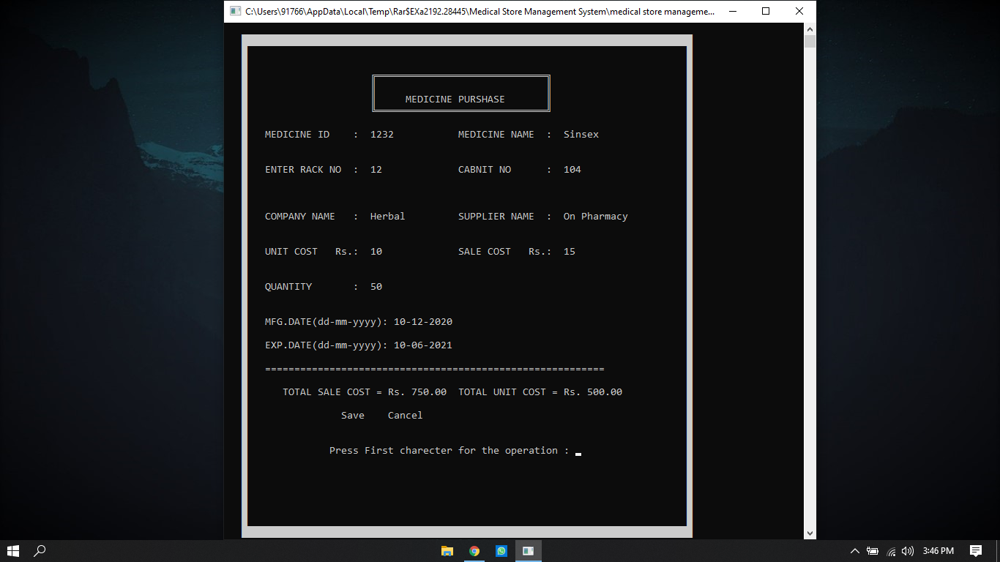 C:\Users\91766\AppData\Local\Temp\Rar$EXa2192.28445\Medical Store Management System\medical store manageme...
MEDICINE PURSHASE
MEDICINE ID : 1232 MEDICINE NAME : Sinsex
ENTER RACK NO : 12 CABNIT NO : 104
COMPANY NAME : Herbal SUPPLIER NAME : On Pharmacy
UNIT COST Rs.: 10 SALE COST Rs.: 15
QUANTITY : 50
MFG.DATE(dd-mm-yyyy): 10-12-2020
EXP.DATE(dd-mm-yyyy): 10-06-2021
==========================================================
TOTAL SALE COST = Rs. 750.00 TOTAL UNIT COST = Rs. 500.00
Save Cancel
Press First charecter for the operation :
3:46 PM